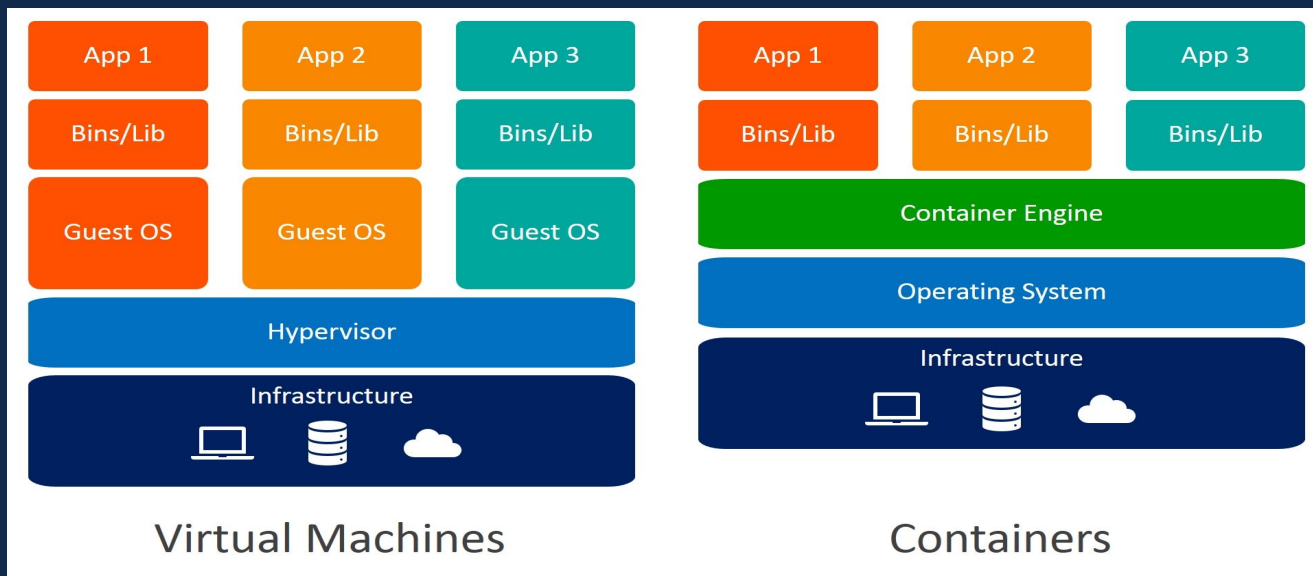 App 1
App 2
App 3
Bins/Lib
Bins/Lib
Bins/Lib
Guest OS
Guest OS
Guest OS
Hypervisor
Infrastructure
Virtual Machines
App 1
App 2
App 3
Bins/Lib
Bins/Lib
Bins/Lib
Container Engine
Operating System
Infrastructure
Containers